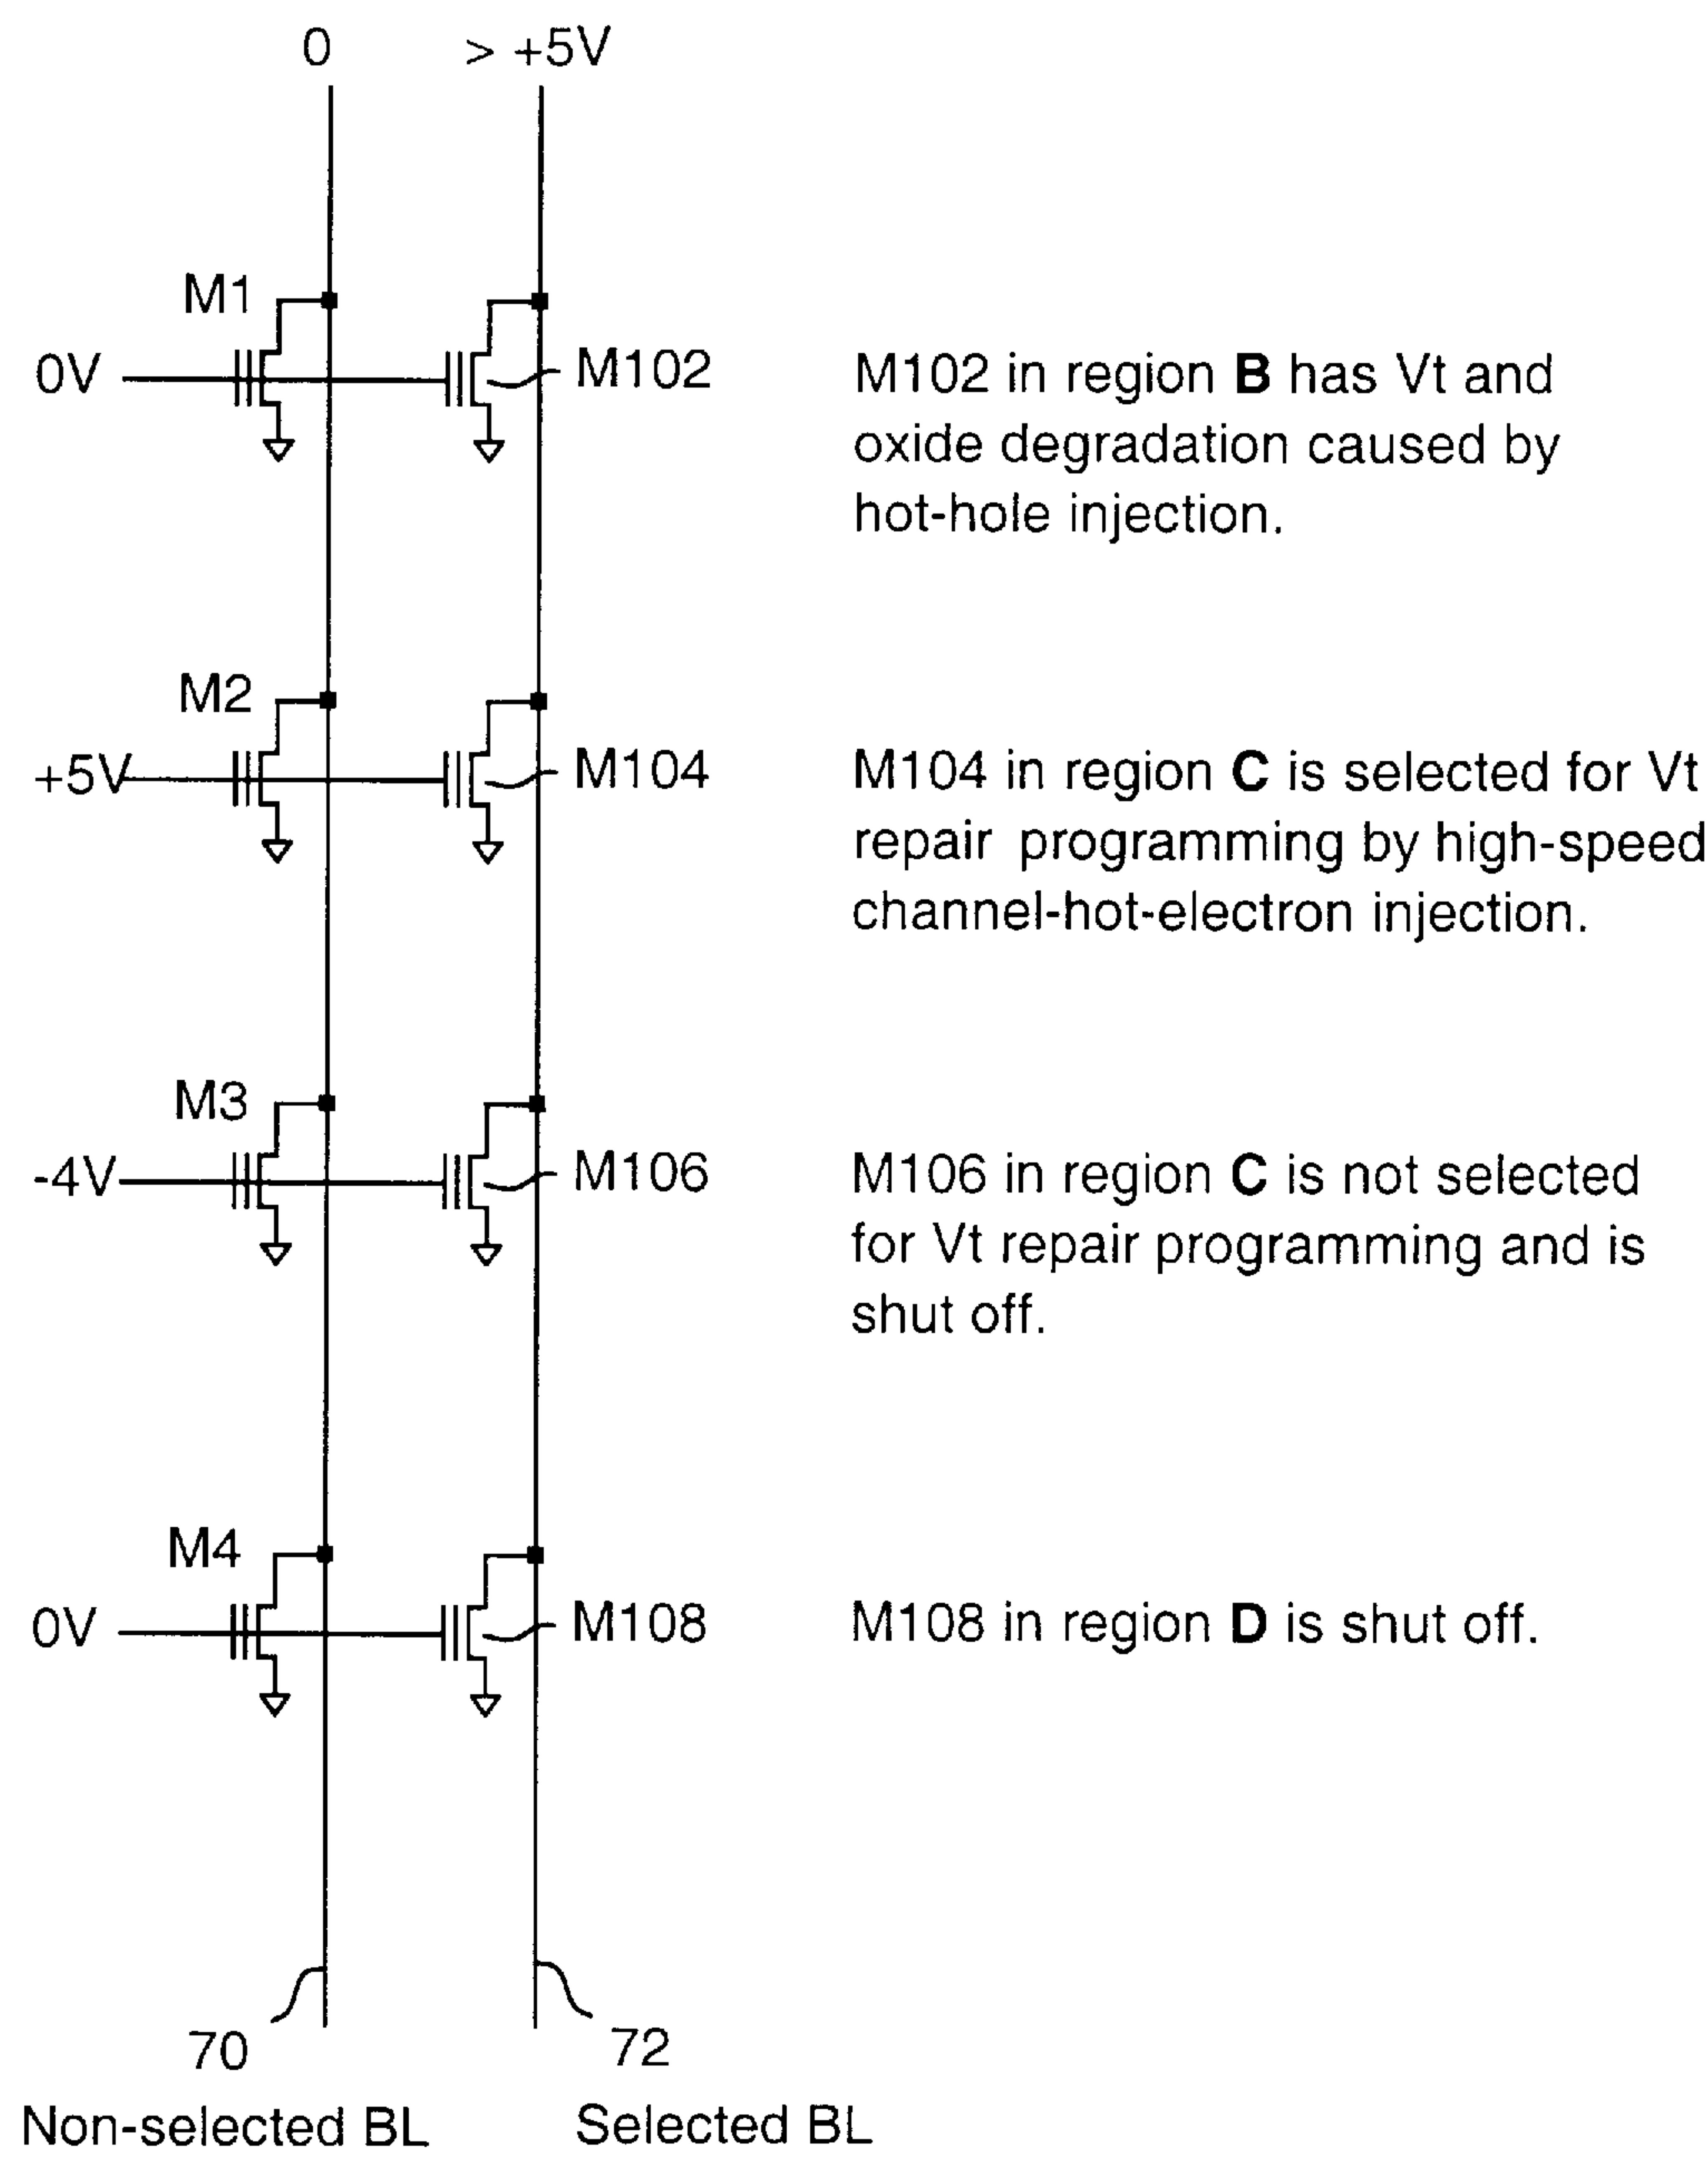 0 > +5V
M1
0V M102
M102 in region B has Vt and
oxide degradation caused by
hot-hole injection.
M2
+5V M104
M104 in region C is selected for Vt
repair programming by high-speed
channel-hot-electron injection.
M3
-4V M106
M106 in region C is not selected
for Vt repair programming and is
shut off.
M4
0V M108
M108 in region D is shut off.
70 72
Non-selected BL Selected BL